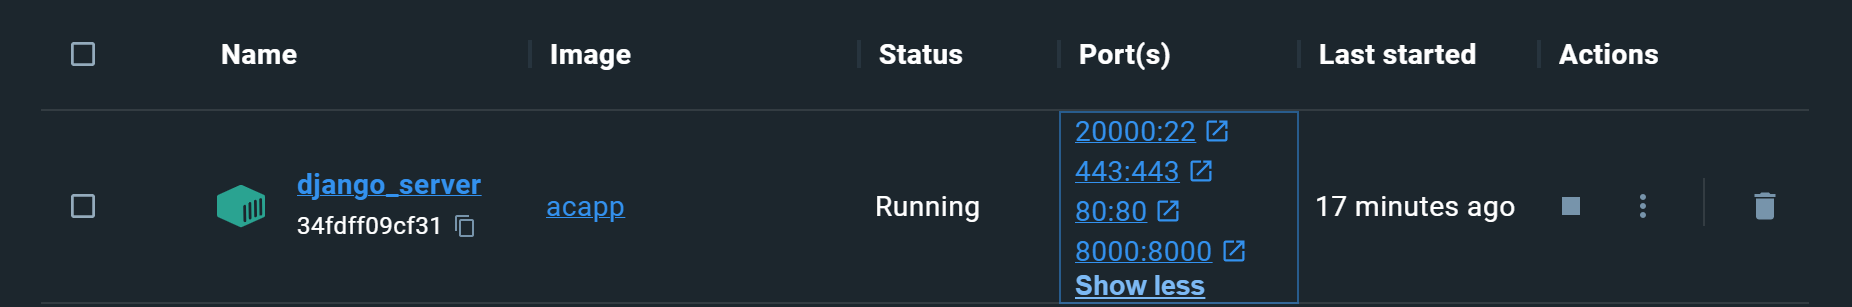 Name Image Status Port(s) Last started Actions
django_server
34fdff09cf31
acapp
Running
20000:22
443:443
80:80
8000:8000
Show less
17 minutes ago